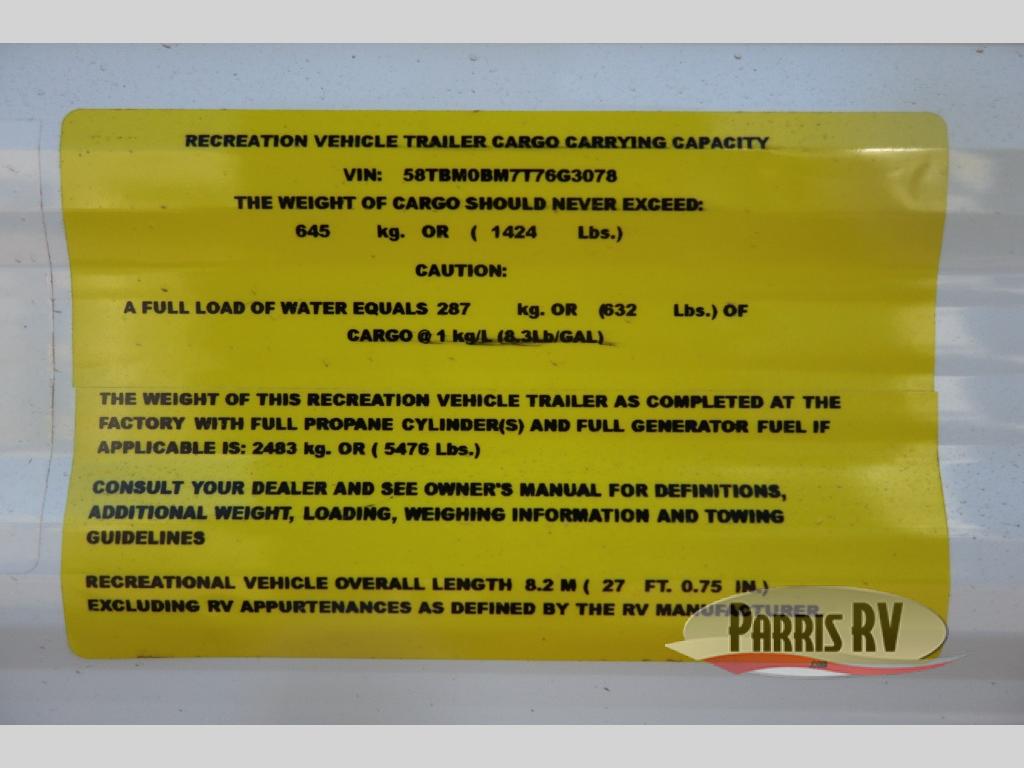 RECREATION VEHICLE TRAILER CARGO CARRYING CAPACITY
VIN: 58TBM0BM7T76G3078
THE WEIGHT OF CARGO SHOULD NEVER EXCEED:
645 kg. OR ( 1424 Lbs.)
CAUTION:
A FULL LOAD OF WATER EQUALS 287 kg. OR (632 Lbs.) OF
CARGO @ 1 kg/L (8.3Lb/GAL)
THE WEIGHT OF THIS RECREATION VEHICLE TRAILER AS COMPLETED AT THE
FACTORY WITH FULL PROPANE CYLINDER(S) AND FULL GENERATOR FUEL IF
APPLICABLE IS: 2483 kg. OR ( 5476 Lbs.)
CONSULT YOUR DEALER AND SEE OWNER'S MANUAL FOR DEFINITIONS,
ADDITIONAL WEIGHT, LOADING, WEIGHING INFORMATION AND TOWING
GUIDELINES
RECREATIONAL VEHICLE OVERALL LENGTH 8.2 M ( 27 FT. 0.75 IN.)
EXCLUDING RV APPURTENANCES AS DEFINED BY THE RV MANUFACTURER
PARRIS RV
.com